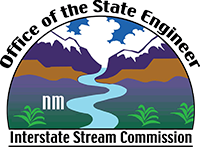 Office of the State Engineer
nm
Interstate Stream Commission